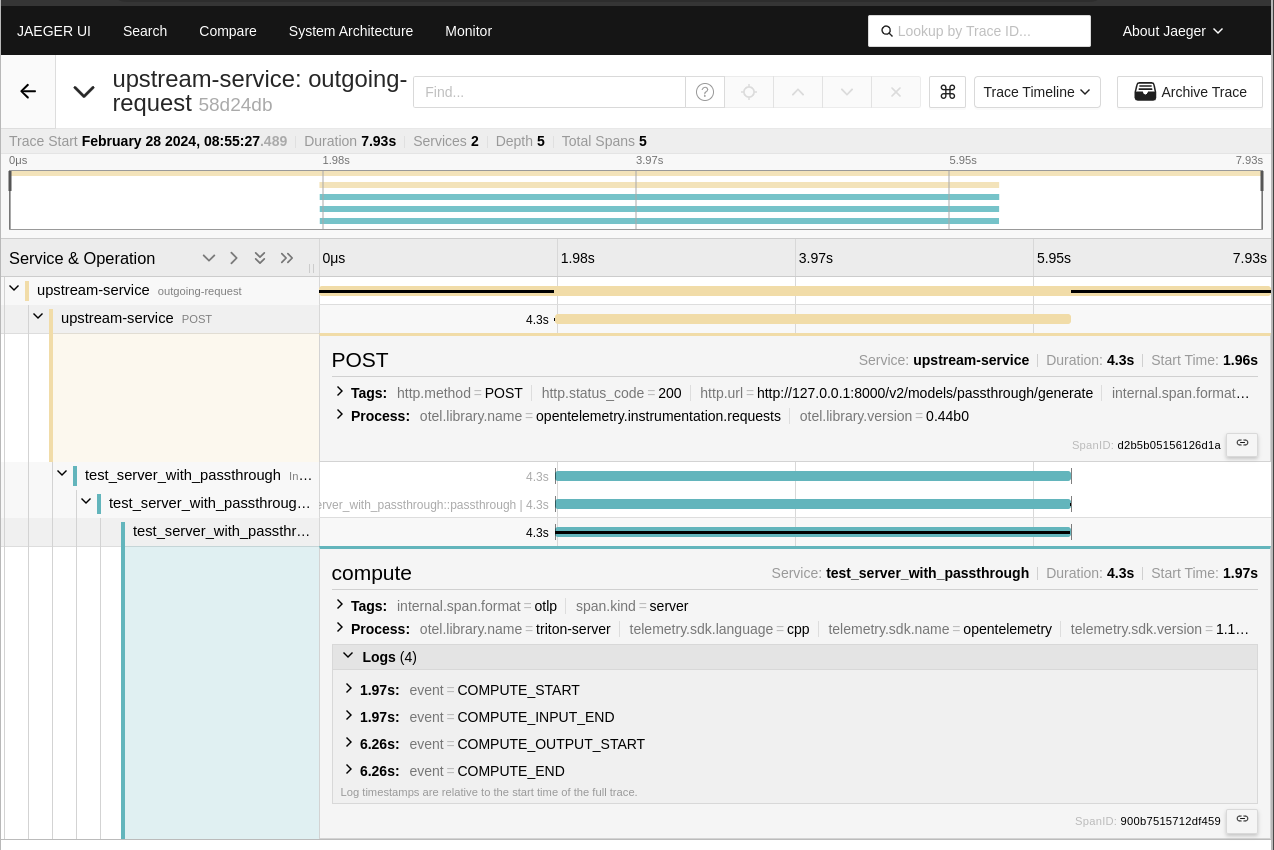 JAEGER UI Search Compare System Architecture Monitor Lookup by Trace ID... About Jaeger
upstream-service: outgoing-
request 58d24db
Find... ? ⌘ Trace Timeline Archive Trace
Trace Start February 28 2024, 08:55:27.489 Duration 7.93s Services 2 Depth 5 Total Spans 5
0μs 1.98s 3.97s 5.95s 7.93s
Service & Operation 0μs 1.98s 3.97s 5.95s 7.93s
upstream-service outgoing-request
upstream-service POST 4.3s
POST Service: upstream-service Duration: 4.3s Start Time: 1.96s
Tags: http.method = POST http.status_code = 200 http.url = http://127.0.0.1:8000/v2/models/passthrough/generate internal.span.format…
Process: otel.library.name = opentelemetry.instrumentation.requests otel.library.version = 0.44b0
SpanID: d2b5b05156126d1a
test_server_with_passthrough In… 4.3s
test_server_with_passthroug… erver_with_passthrough::passthrough | 4.3s
test_server_with_passthr… 4.3s
compute Service: test_server_with_passthrough Duration: 4.3s Start Time: 1.97s
Tags: internal.span.format = otlp span.kind = server
Process: otel.library.name = triton-server telemetry.sdk.language = cpp telemetry.sdk.name = opentelemetry telemetry.sdk.version = 1.1…
Logs (4)
1.97s: event = COMPUTE_START
1.97s: event = COMPUTE_INPUT_END
6.26s: event = COMPUTE_OUTPUT_START
6.26s: event = COMPUTE_END
Log timestamps are relative to the start time of the full trace.
SpanID: 900b7515712df459